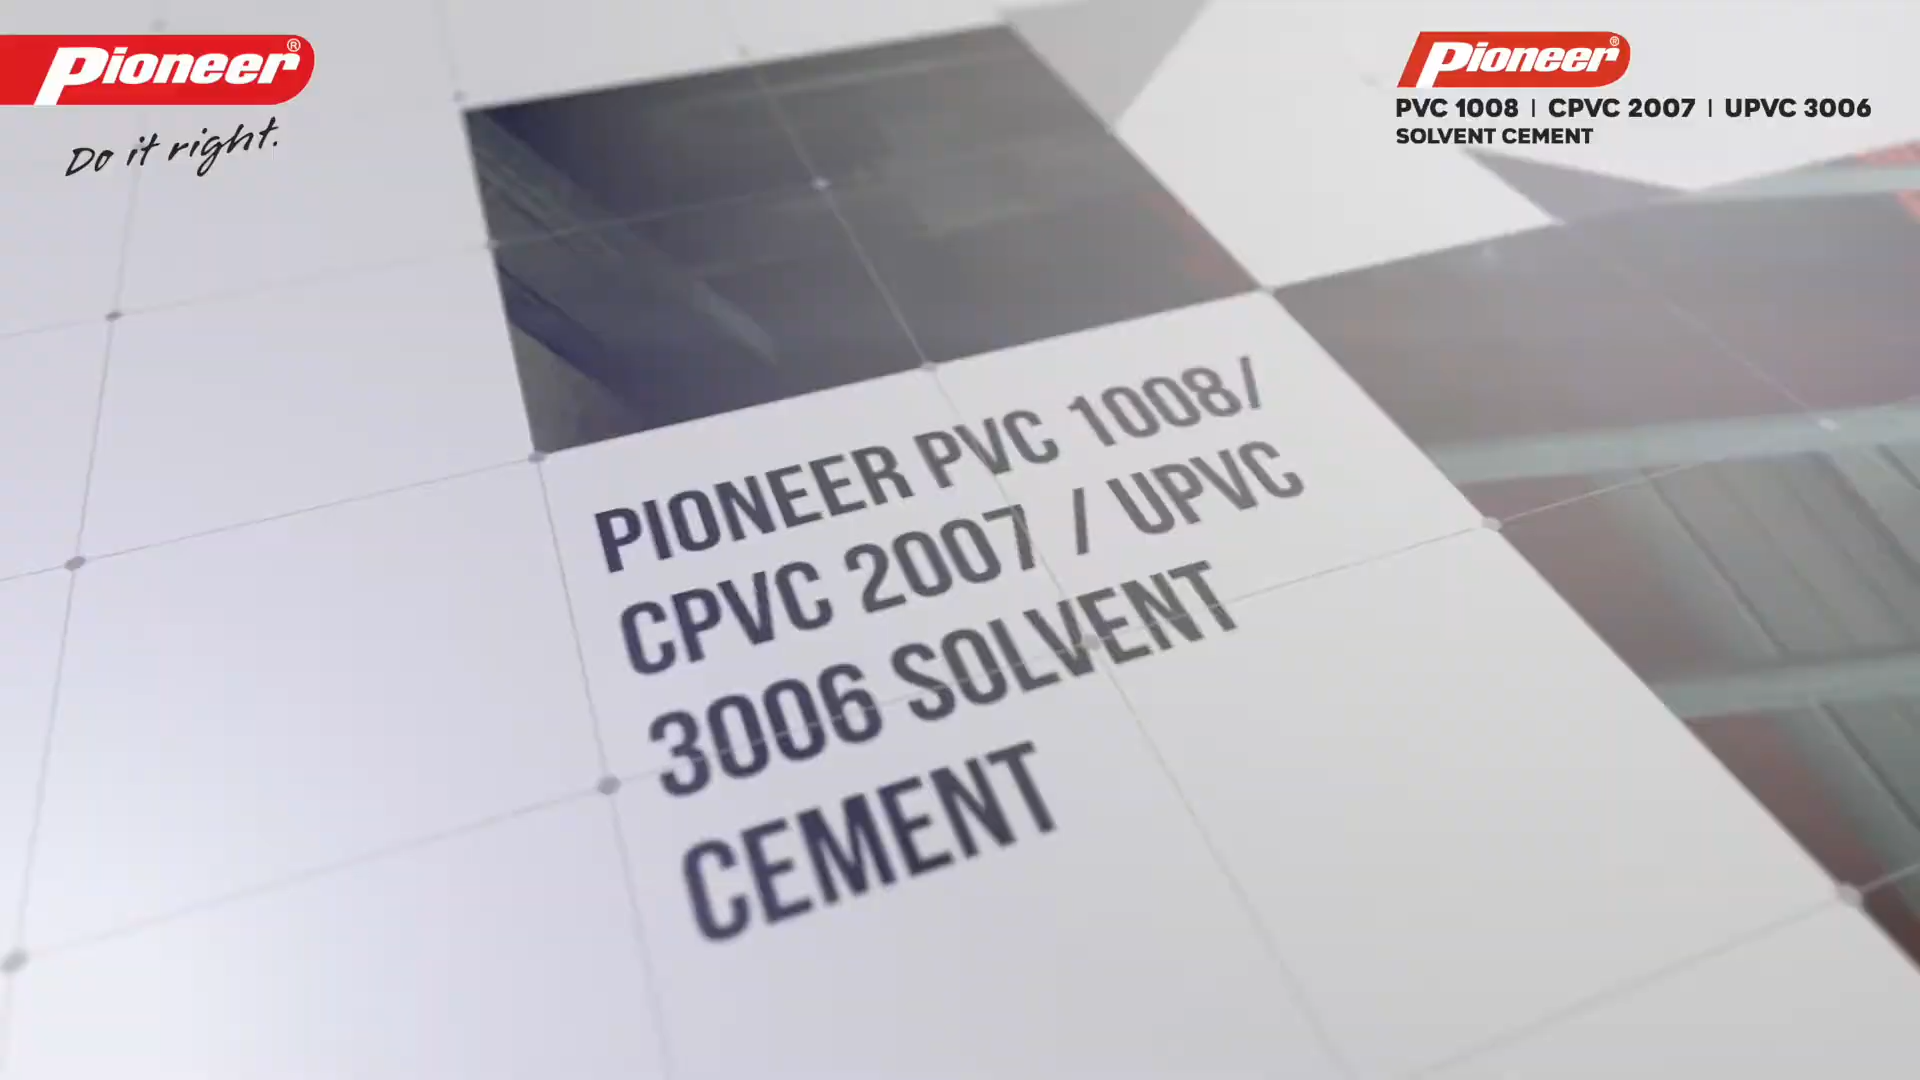 Pioneer®
Do it right.
Pioneer®
PVC 1008 | CPVC 2007 | UPVC 3006
SOLVENT CEMENT
PIONEER PVC 1008/
CPVC 2007 / UPVC
3006 SOLVENT
CEMENT